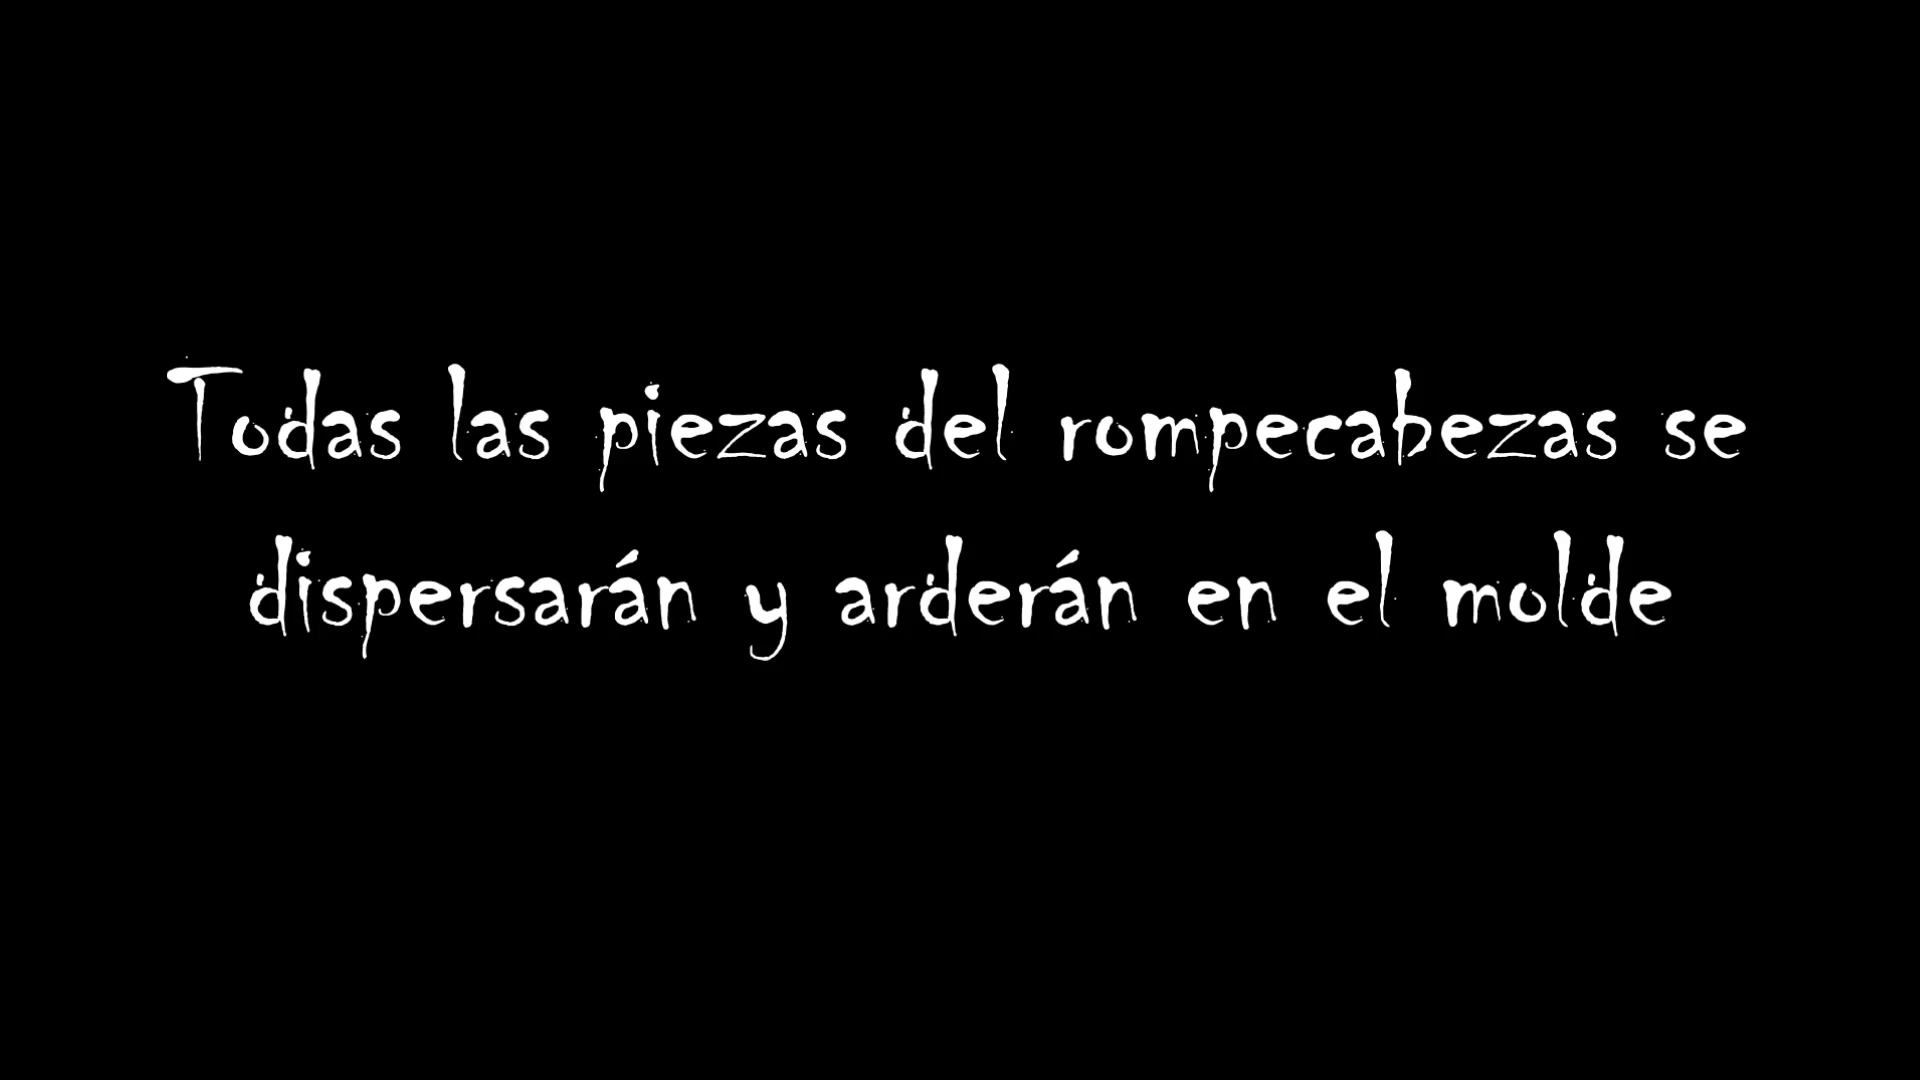 Todas las piezas del rompecabezas se
dispersarán y arderán en el molde